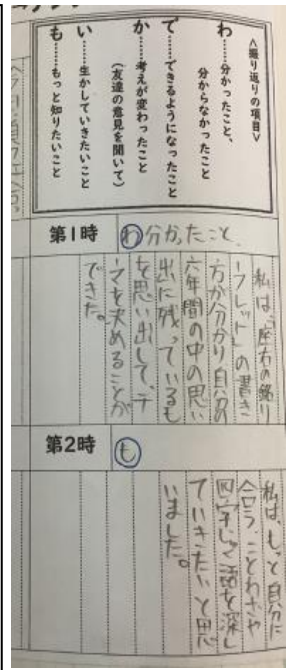 <振り返りの項目>
わ……分かったこと、
分からなかったこと
で……できるようになったこと
か……考えが変わったこと
(友達の意見を聞いて)
い……生かしていきたいこと
も……もっと知りたいこと
第1時
わ分かったこと、
私は、「座右の銘リ
ーフレット」の書き
方が分かり自分の
六年間の中の思い
出に残っているも
を思い出して、テ
ーマを決めることが
できた。
第2時
も
私は、もっと自分に
合う、ことわざや
四字じゅく語を深し
ていきたいと思
いました。